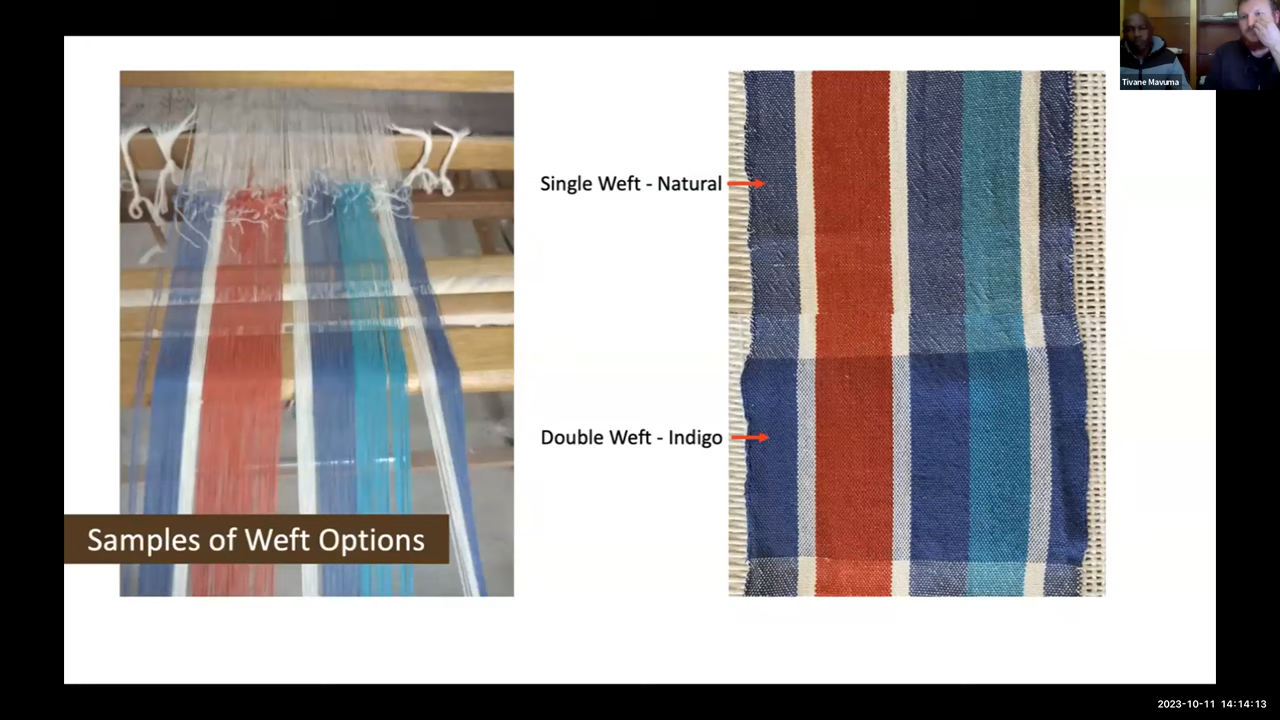 Tivane Mavuma
Single Weft - Natural
Double Weft - Indigo
Samples of Weft Options
2023-10-11 14:14:13